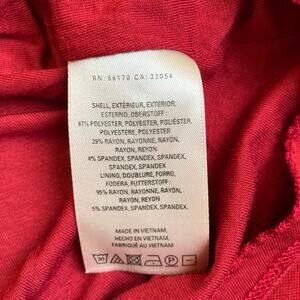 RN. 66170 CA: 22054
SHELL, EXTÉRIEUR, EXTERIOR,
ESTERNO, OBERSTOFF:
67% POLYESTER, POLYESTER, POLIÉSTER,
POLYESTERE, POLYESTER
29% RAYON, RAYONNE, RAYÓN,
RAYON, REYON
4% SPANDEX, SPANDEX, SPANDEX,
SPANDEX, SPANDEX
LINING, DOUBLURE, FORRO,
FODERA, FUTTERSTOFF:
95% RAYON, RAYONNE, RAYÓN,
RAYON, REYON
5% SPANDEX, SPANDEX, SPANDEX,
MADE IN VIETNAM,
HECHO EN VIETNAM,
FABRIQUÉ AU VIETNAM